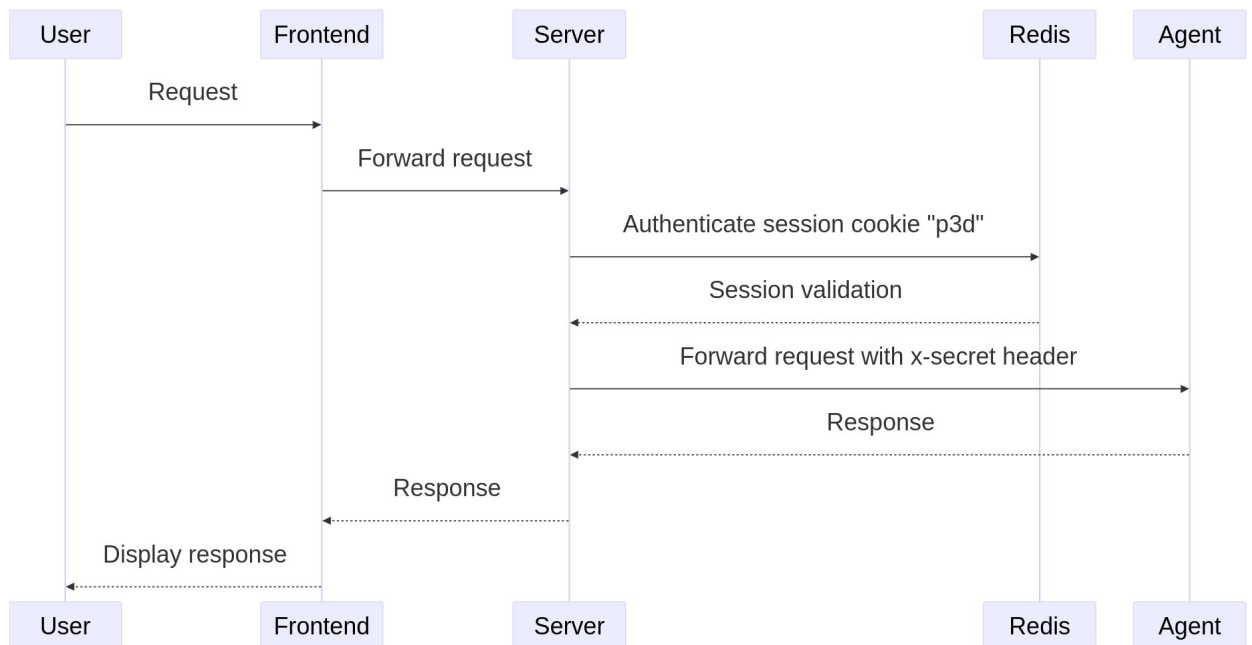 User Frontend Server Redis Agent
Request
Forward request
Authenticate session cookie "p3d"
Session validation
Forward request with x-secret header
Response
Response
Display response
User Frontend Server Redis Agent